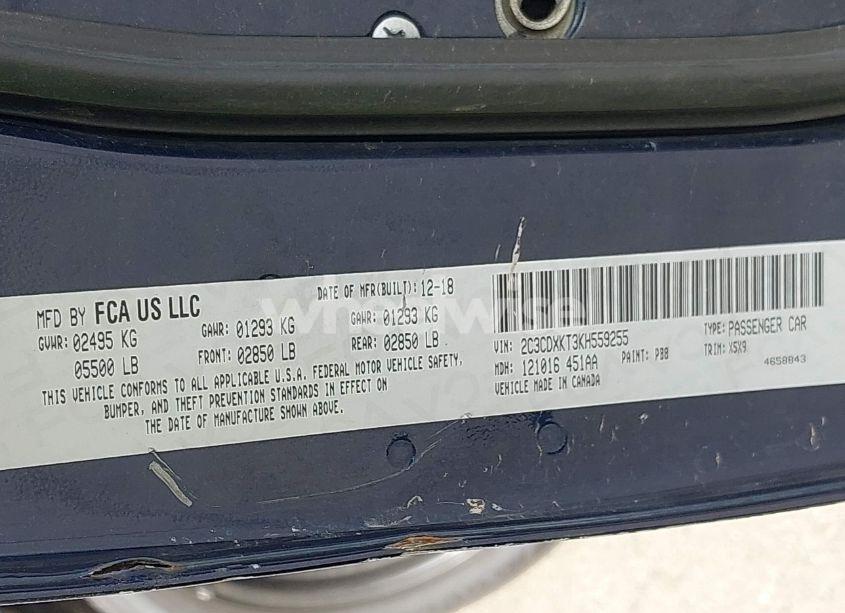 MFD BY FCA US LLC
DATE OF MFR(BUILT): 12-18
GVWR: 02495 KG
05500 LB
GAWR: 01293 KG
FRONT: 02850 LB
GAWR: 01293 KG
REAR: 02850 LB
THIS VEHICLE CONFORMS TO ALL APPLICABLE U.S.A. FEDERAL MOTOR VEHICLE SAFETY,
BUMPER, AND THEFT PREVENTION STANDARDS IN EFFECT ON
THE DATE OF MANUFACTURE SHOWN ABOVE.
VIN: 2C3CDXKT3KH559255
TYPE: PASSENGER CAR
MDH: 121016 451AA
PAINT: PBB
TRIM: X5X9
VEHICLE MADE IN CANADA
4658843